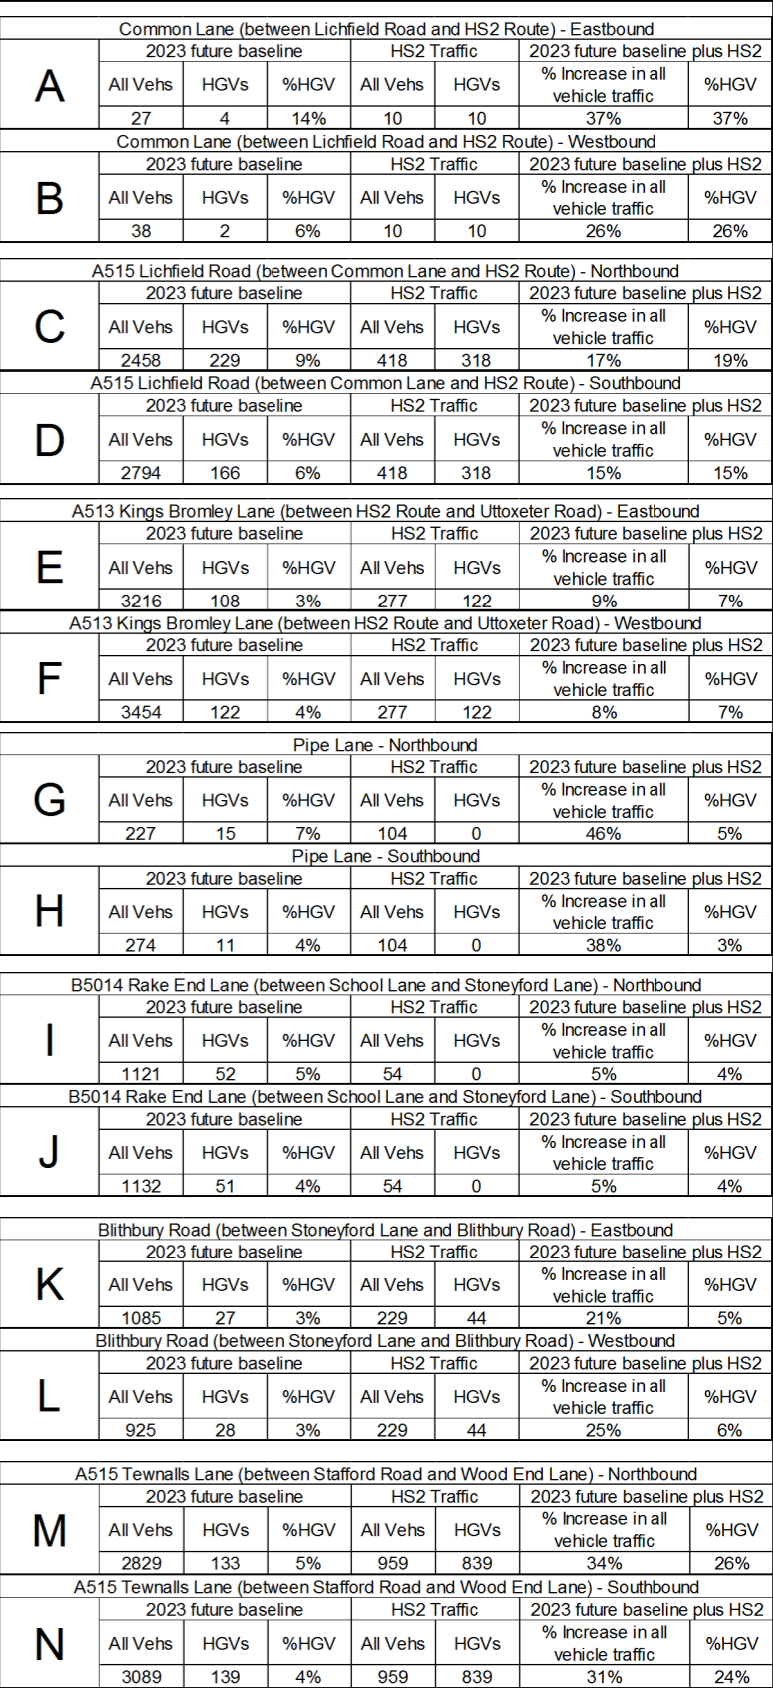 Common Lane (between Lichfield Road and HS2 Route) - Eastbound
A
2023 future baseline HS2 Traffic 2023 future baseline plus HS2
All Vehs HGVs %HGV All Vehs HGVs % Increase in all vehicle traffic %HGV
27 4 14% 10 10 37% 37%
Common Lane (between Lichfield Road and HS2 Route) - Westbound
B
2023 future baseline HS2 Traffic 2023 future baseline plus HS2
All Vehs HGVs %HGV All Vehs HGVs % Increase in all vehicle traffic %HGV
38 2 6% 10 10 26% 26%
A515 Lichfield Road (between Common Lane and HS2 Route) - Northbound
C
2023 future baseline HS2 Traffic 2023 future baseline plus HS2
All Vehs HGVs %HGV All Vehs HGVs % Increase in all vehicle traffic %HGV
2458 229 9% 418 318 17% 19%
A515 Lichfield Road (between Common Lane and HS2 Route) - Southbound
D
2023 future baseline HS2 Traffic 2023 future baseline plus HS2
All Vehs HGVs %HGV All Vehs HGVs % Increase in all vehicle traffic %HGV
2794 166 6% 418 318 15% 15%
A513 Kings Bromley Lane (between HS2 Route and Uttoxeter Road) - Eastbound
E
2023 future baseline HS2 Traffic 2023 future baseline plus HS2
All Vehs HGVs %HGV All Vehs HGVs % Increase in all vehicle traffic %HGV
3216 108 3% 277 122 9% 7%
A513 Kings Bromley Lane (between HS2 Route and Uttoxeter Road) - Westbound
F
2023 future baseline HS2 Traffic 2023 future baseline plus HS2
All Vehs HGVs %HGV All Vehs HGVs % Increase in all vehicle traffic %HGV
3454 122 4% 277 122 8% 7%
Pipe Lane - Northbound
G
2023 future baseline HS2 Traffic 2023 future baseline plus HS2
All Vehs HGVs %HGV All Vehs HGVs % Increase in all vehicle traffic %HGV
227 15 7% 104 0 46% 5%
Pipe Lane - Southbound
H
2023 future baseline HS2 Traffic 2023 future baseline plus HS2
All Vehs HGVs %HGV All Vehs HGVs % Increase in all vehicle traffic %HGV
274 11 4% 104 0 38% 3%
B5014 Rake End Lane (between School Lane and Stoneyford Lane) - Northbound
I
2023 future baseline HS2 Traffic 2023 future baseline plus HS2
All Vehs HGVs %HGV All Vehs HGVs % Increase in all vehicle traffic %HGV
1121 52 5% 54 0 5% 4%
B5014 Rake End Lane (between School Lane and Stoneyford Lane) - Southbound
J
2023 future baseline HS2 Traffic 2023 future baseline plus HS2
All Vehs HGVs %HGV All Vehs HGVs % Increase in all vehicle traffic %HGV
1132 51 4% 54 0 5% 4%
Blithbury Road (between Stoneyford Lane and Blithbury Road) - Eastbound
K
2023 future baseline HS2 Traffic 2023 future baseline plus HS2
All Vehs HGVs %HGV All Vehs HGVs % Increase in all vehicle traffic %HGV
1085 27 3% 229 44 21% 5%
Blithbury Road (between Stoneyford Lane and Blithbury Road) - Westbound
L
2023 future baseline HS2 Traffic 2023 future baseline plus HS2
All Vehs HGVs %HGV All Vehs HGVs % Increase in all vehicle traffic %HGV
925 28 3% 229 44 25% 6%
A515 Tewnalls Lane (between Stafford Road and Wood End Lane) - Northbound
M
2023 future baseline HS2 Traffic 2023 future baseline plus HS2
All Vehs HGVs %HGV All Vehs HGVs % Increase in all vehicle traffic %HGV
2829 133 5% 959 839 34% 26%
A515 Tewnalls Lane (between Stafford Road and Wood End Lane) - Southbound
N
2023 future baseline HS2 Traffic 2023 future baseline plus HS2
All Vehs HGVs %HGV All Vehs HGVs % Increase in all vehicle traffic %HGV
3089 139 4% 959 839 31% 24%